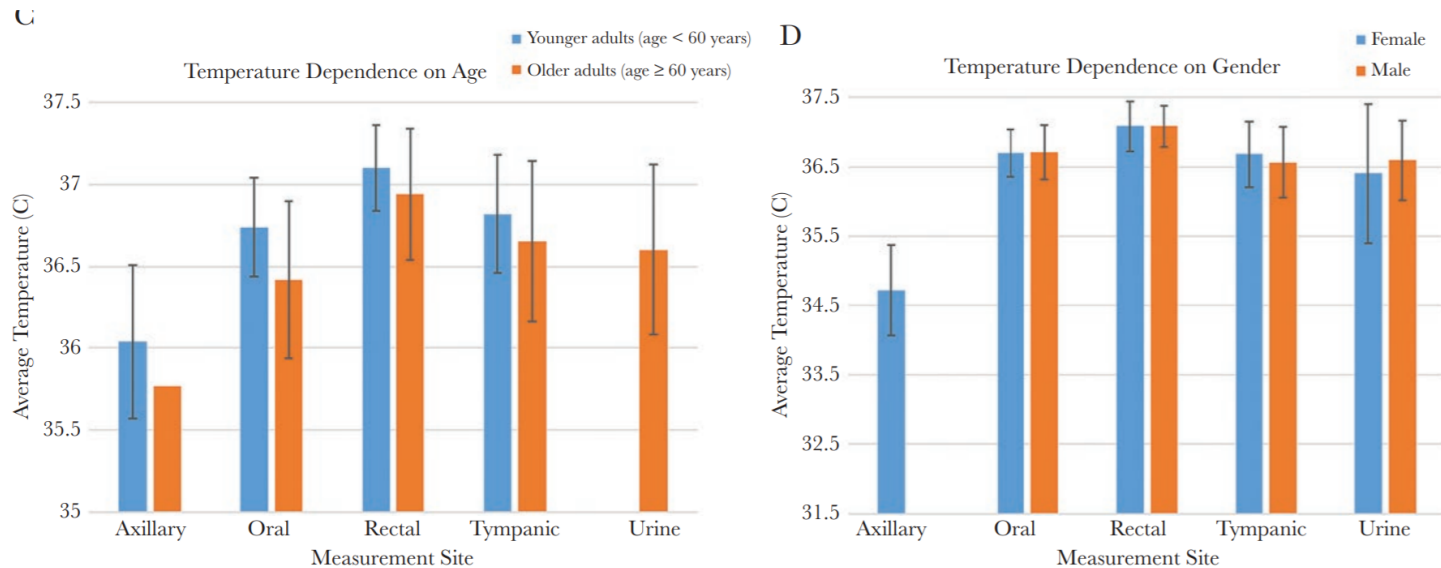 C
Younger adults (age < 60 years)
Older adults (age ≥ 60 years)
Temperature Dependence on Age
37.5
37
36.5
36
35.5
35
Average Temperature (C)
Axillary Oral Rectal Tympanic Urine
Measurement Site
D
Female
Male
Temperature Dependence on Gender
37.5
36.5
35.5
34.5
33.5
32.5
31.5
Average Temperature (C)
Axillary Oral Rectal Tympanic Urine
Measurement Site